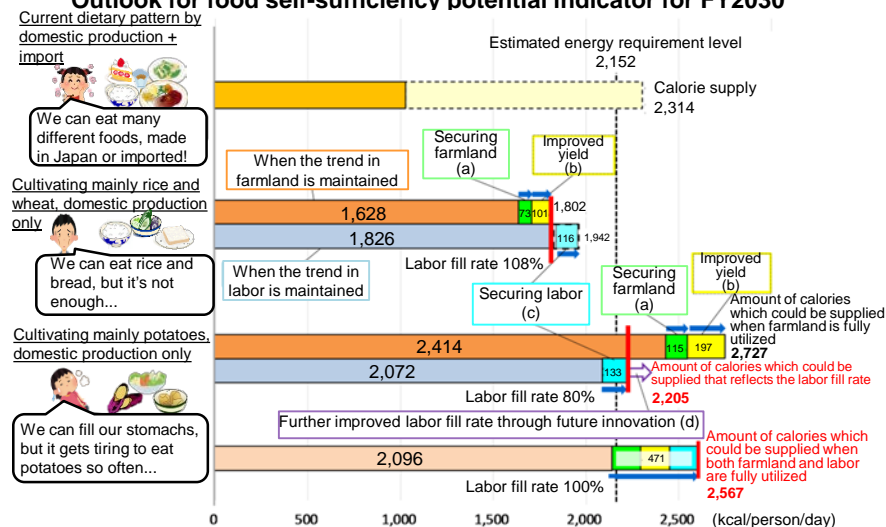 Outlook for food self-sufficiency potential indicator for FY2030
Current dietary pattern by
domestic production +
import
We can eat many
different foods, made
in Japan or imported!
Estimated energy requirement level
2,152
Calorie supply
2,314
Cultivating mainly rice and
wheat, domestic production
only
We can eat rice and
bread, but it's not
enough...
When the trend in
farmland is maintained
Securing
farmland
(a)
Improved
yield
(b)
1,628
73
101
1,802
1,826
116
1,942
When the trend in
labor is maintained
Labor fill rate 108%
Securing labor
(c)
Securing
farmland
(a)
Improved
yield
(b)
Cultivating mainly potatoes,
domestic production only
We can fill our stomachs,
but it gets tiring to eat
potatoes so often...
2,414
115
197
Amount of calories
which could be supplied
when farmland is fully
utilized
2,727
2,072
133
Amount of calories which could be
supplied that reflects the labor fill rate
2,205
Labor fill rate 80%
Further improved labor fill rate through future innovation (d)
2,096
471
Amount of calories which
could be supplied when
both farmland and labor
are fully utilized
2,567
Labor fill rate 100%
0
500
1,000
1,500
2,000
2,500
(kcal/person/day)